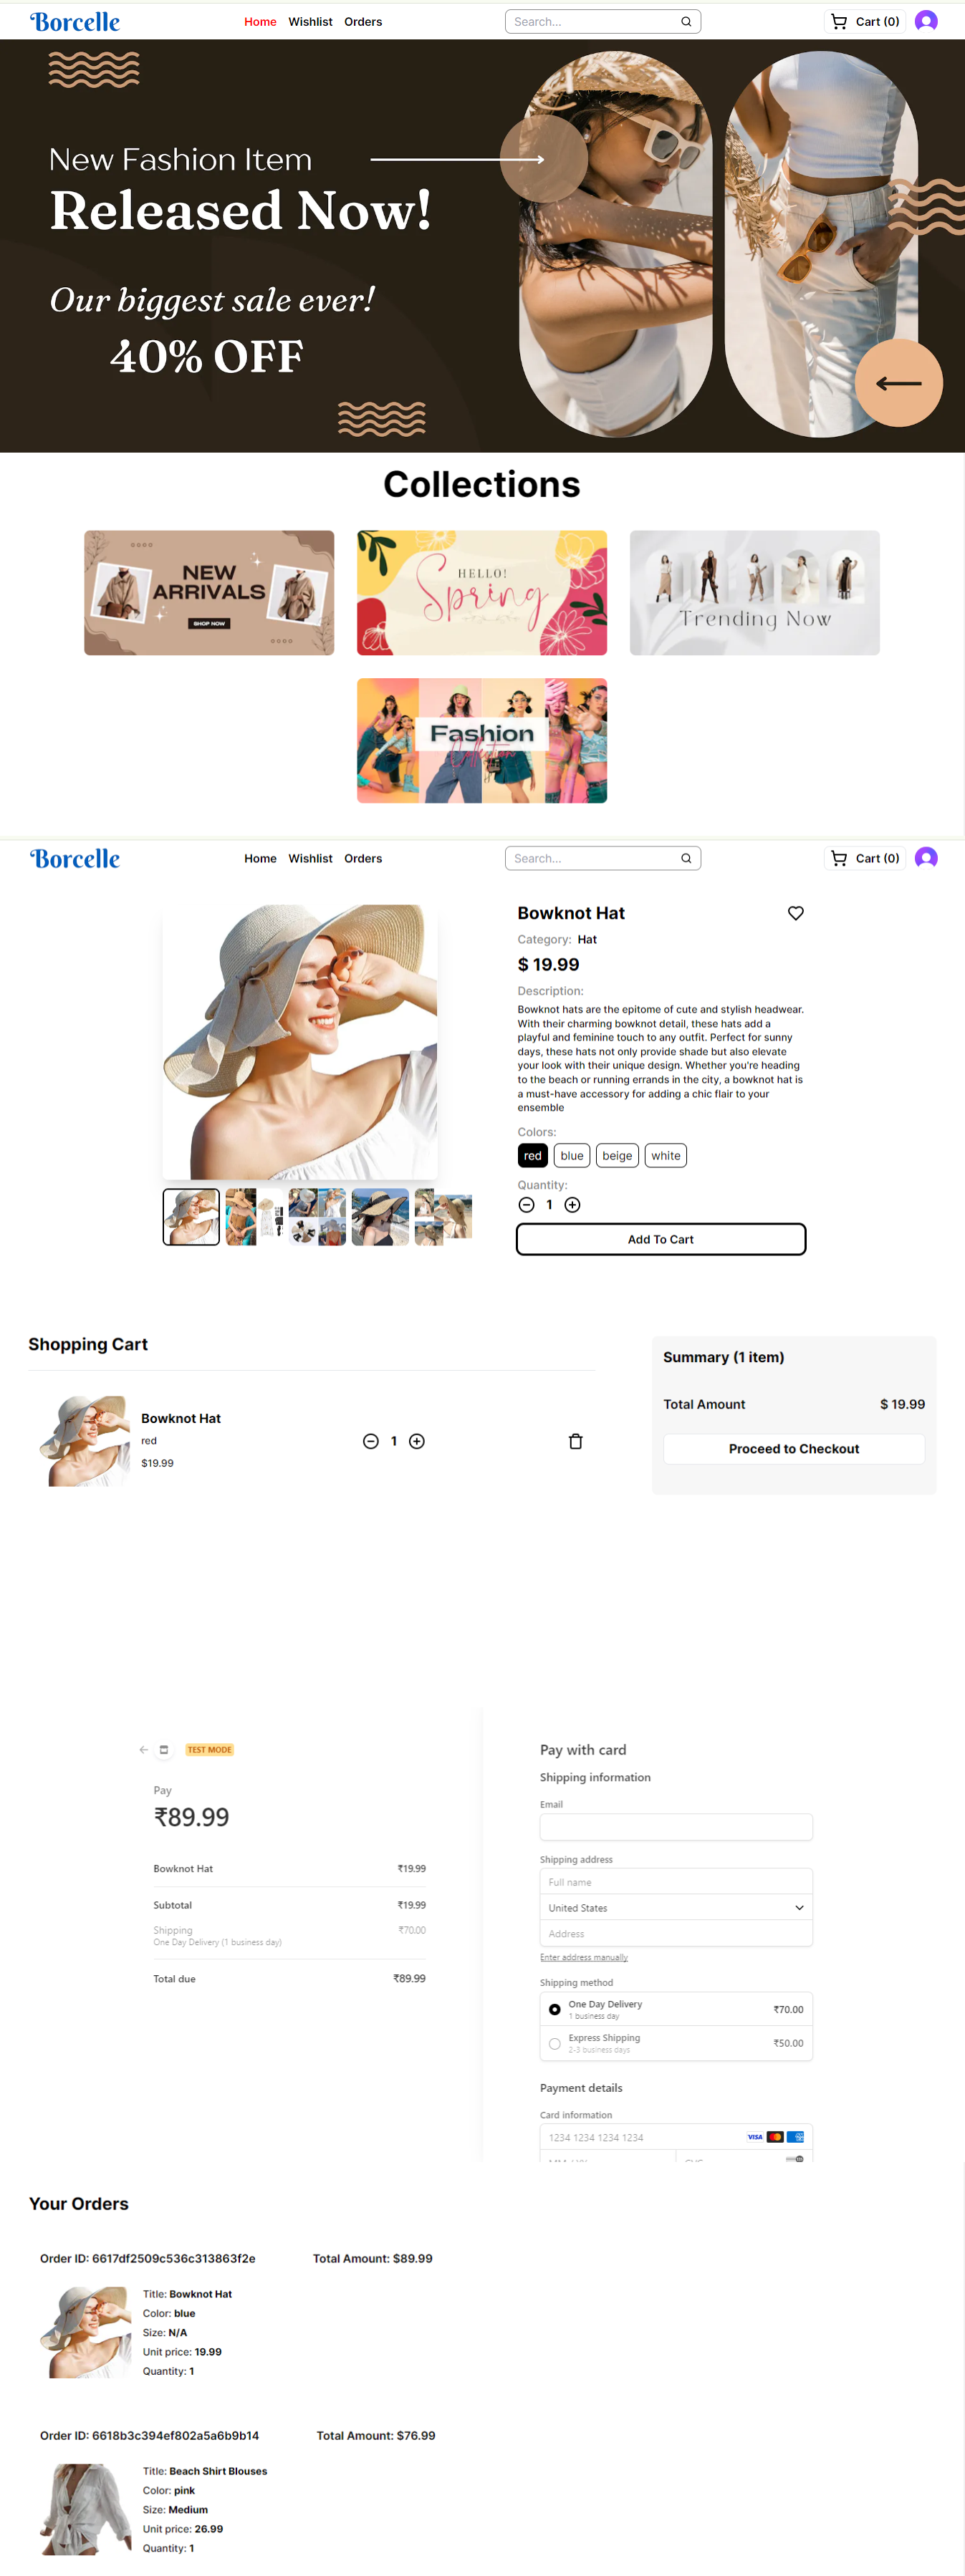 Borcelle
Home Wishlist Orders
Search...
Cart (0)
New Fashion Item
Released Now!
Our biggest sale ever!
40% OFF
Collections
NEW
ARRIVALS
SHOP NOW
HELLO!
Spring
Trending Now
Fashion
Collection
Borcelle
Home Wishlist Orders
Search...
Cart (0)
Bowknot Hat
Category: Hat
$ 19.99
Description:
Bowknot hats are the epitome of cute and stylish headwear.
With their charming bowknot detail, these hats add a
playful and feminine touch to any outfit. Perfect for sunny
days, these hats not only provide shade but also elevate
your look with their unique design. Whether you're heading
to the beach or running errands in the city, a bowknot hat is
a must-have accessory for adding a chic flair to your
ensemble
Colors:
red blue beige white
Quantity:
1
Add To Cart
Shopping Cart
Bowknot Hat
red
$19.99
1
Summary (1 item)
Total Amount $ 19.99
Proceed to Checkout
TEST MODE
Pay
₹89.99
Bowknot Hat ₹19.99
Subtotal ₹19.99
Shipping ₹70.00
One Day Delivery (1 business day)
Total due ₹89.99
Pay with card
Shipping information
Email
Shipping address
Full name
United States
Address
Enter address manually
Shipping method
One Day Delivery
1 business day
₹70.00
Express Shipping
2-3 business days
₹50.00
Payment details
Card information
1234 1234 1234 1234
VISA
Your Orders
Order ID: 6617df2509c536c313863f2e Total Amount: $89.99
Title: Bowknot Hat
Color: blue
Size: N/A
Unit price: 19.99
Quantity: 1
Order ID: 6618b3c394ef802a5a6b9b14 Total Amount: $76.99
Title: Beach Shirt Blouses
Color: pink
Size: Medium
Unit price: 26.99
Quantity: 1